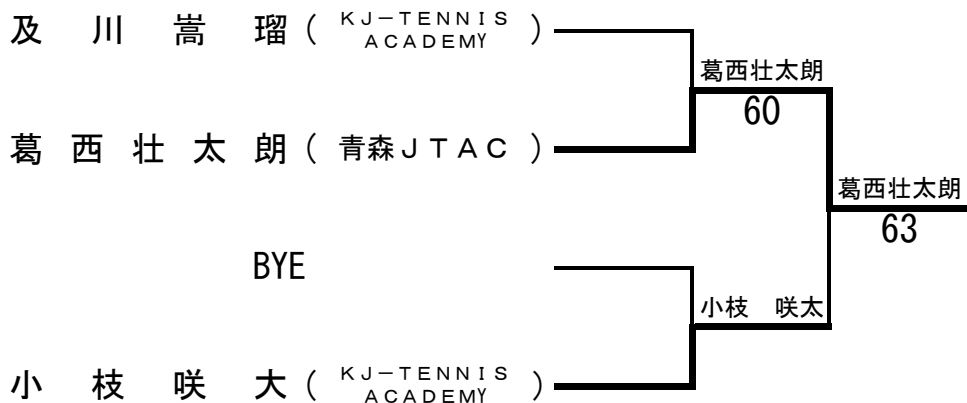 及川嵩瑠(KJ-TENNIS ACADEMY)
葛西壮太朗
60
葛西壮太朗(青森JTAC)
葛西壮太朗
63
BYE
小枝 咲太
小枝咲大(KJ-TENNIS ACADEMY)